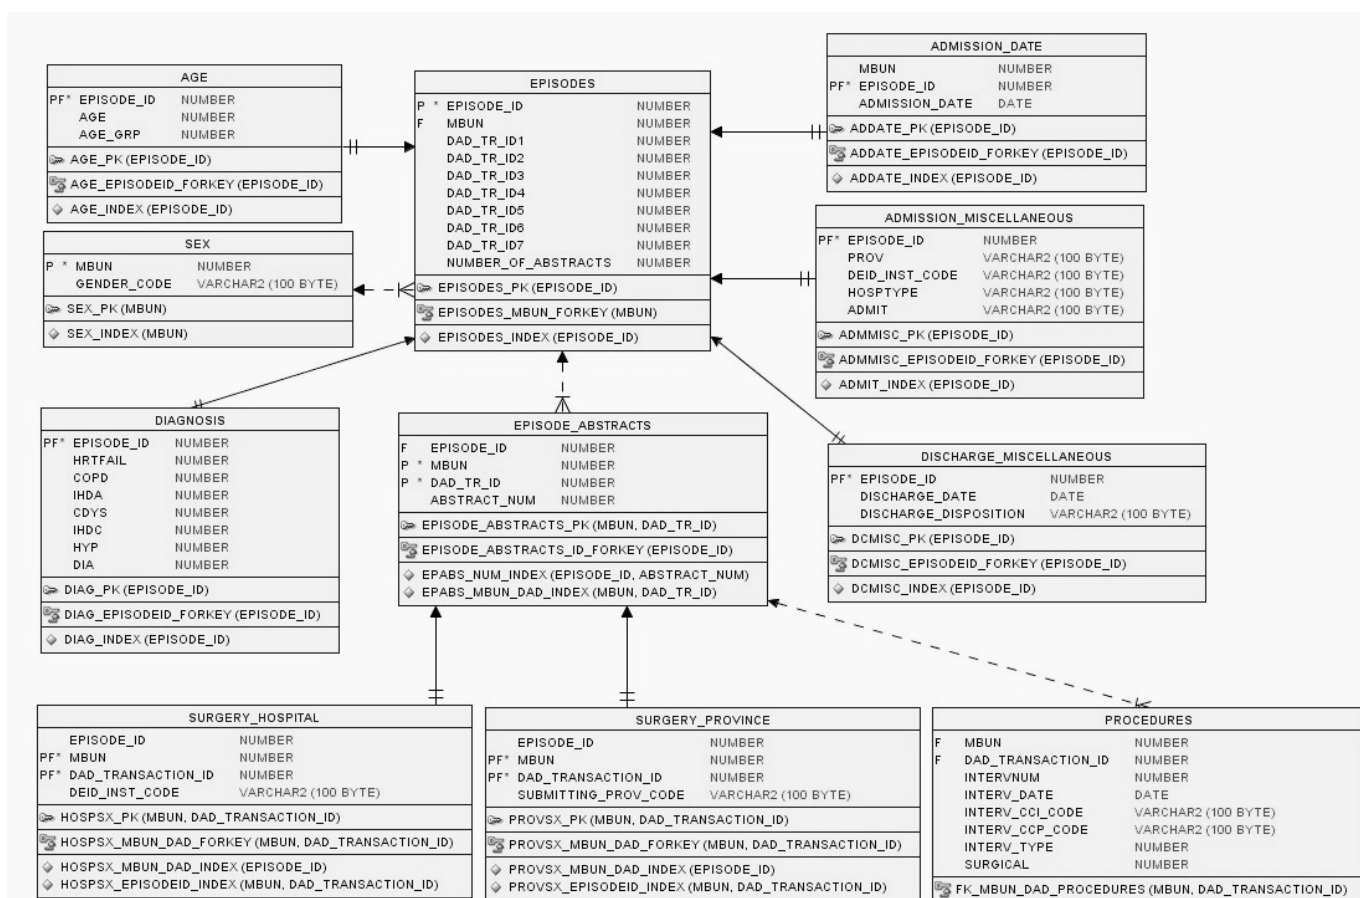 AGE
PF* EPISODE_ID NUMBER
AGE NUMBER
AGE_GRP NUMBER
AGE_PK (EPISODE_ID)
AGE_EPISODEID_FORKEY (EPISODE_ID)
AGE_INDEX (EPISODE_ID)
EPISODES
P * EPISODE_ID NUMBER
F MBUN NUMBER
DAD_TR_ID1 NUMBER
DAD_TR_ID2 NUMBER
DAD_TR_ID3 NUMBER
DAD_TR_ID4 NUMBER
DAD_TR_ID5 NUMBER
DAD_TR_ID6 NUMBER
DAD_TR_ID7 NUMBER
NUMBER_OF_ABSTRACTS NUMBER
EPISODES_PK (EPISODE_ID)
EPISODES_MBUN_FORKEY (MBUN)
EPISODES_INDEX (EPISODE_ID)
ADMISSION_DATE
MBUN NUMBER
PF* EPISODE_ID NUMBER
ADMISSION_DATE DATE
ADDATE_PK (EPISODE_ID)
ADDATE_EPISODEID_FORKEY (EPISODE_ID)
ADDATE_INDEX (EPISODE_ID)
SEX
P * MBUN NUMBER
GENDER_CODE VARCHAR2 (100 BYTE)
SEX_PK (MBUN)
SEX_INDEX (MBUN)
ADMISSION_MISCELLANEOUS
PF* EPISODE_ID NUMBER
PROV VARCHAR2 (100 BYTE)
DEID_INST_CODE VARCHAR2 (100 BYTE)
HOSPTYPE VARCHAR2 (100 BYTE)
ADMIT VARCHAR2 (100 BYTE)
ADMMISC_PK (EPISODE_ID)
ADMMISC_EPISODEID_FORKEY (EPISODE_ID)
ADMIT_INDEX (EPISODE_ID)
DIAGNOSIS
PF* EPISODE_ID NUMBER
HRTFAIL NUMBER
COPD NUMBER
IHDA NUMBER
CDYS NUMBER
IHDC NUMBER
HYP NUMBER
DIA NUMBER
DIAG_PK (EPISODE_ID)
DIAG_EPISODEID_FORKEY (EPISODE_ID)
DIAG_INDEX (EPISODE_ID)
EPISODE_ABSTRACTS
F EPISODE_ID NUMBER
P * MBUN NUMBER
P * DAD_TR_ID NUMBER
ABSTRACT_NUM NUMBER
EPISODE_ABSTRACTS_PK (MBUN, DAD_TR_ID)
EPISODE_ABSTRACTS_ID_FORKEY (EPISODE_ID)
EPABS_NUM_INDEX (EPISODE_ID, ABSTRACT_NUM)
EPABS_MBUN_DAD_INDEX (MBUN, DAD_TR_ID)
DISCHARGE_MISCELLANEOUS
PF* EPISODE_ID NUMBER
DISCHARGE_DATE DATE
DISCHARGE_DISPOSITION VARCHAR2 (100 BYTE)
DCMISC_PK (EPISODE_ID)
DCMISC_EPISODEID_FORKEY (EPISODE_ID)
DCMISC_INDEX (EPISODE_ID)
SURGERY_HOSPITAL
EPISODE_ID NUMBER
PF* MBUN NUMBER
PF* DAD_TRANSACTION_ID NUMBER
DEID_INST_CODE VARCHAR2 (100 BYTE)
HOSPSX_PK (MBUN, DAD_TRANSACTION_ID)
HOSPSX_MBUN_DAD_FORKEY (MBUN, DAD_TRANSACTION_ID)
HOSPSX_MBUN_DAD_INDEX (EPISODE_ID)
HOSPSX_EPISODEID_INDEX (MBUN, DAD_TRANSACTION_ID)
SURGERY_PROVINCE
EPISODE_ID NUMBER
PF* MBUN NUMBER
PF* DAD_TRANSACTION_ID NUMBER
SUBMITTING_PROV_CODE VARCHAR2 (100 BYTE)
PROVSX_PK (MBUN, DAD_TRANSACTION_ID)
PROVSX_MBUN_DAD_FORKEY (MBUN, DAD_TRANSACTION_ID)
PROVSX_MBUN_DAD_INDEX (EPISODE_ID)
PROVSX_EPISODEID_INDEX (MBUN, DAD_TRANSACTION_ID)
PROCEDURES
F MBUN NUMBER
F DAD_TRANSACTION_ID NUMBER
INTERVNUM NUMBER
INTERV_DATE DATE
INTERV_CCI_CODE VARCHAR2 (100 BYTE)
INTERV_CCP_CODE VARCHAR2 (100 BYTE)
INTERV_TYPE NUMBER
SURGICAL NUMBER
FK_MBUN_DAD_PROCEDURES (MBUN, DAD_TRANSACTION_ID)